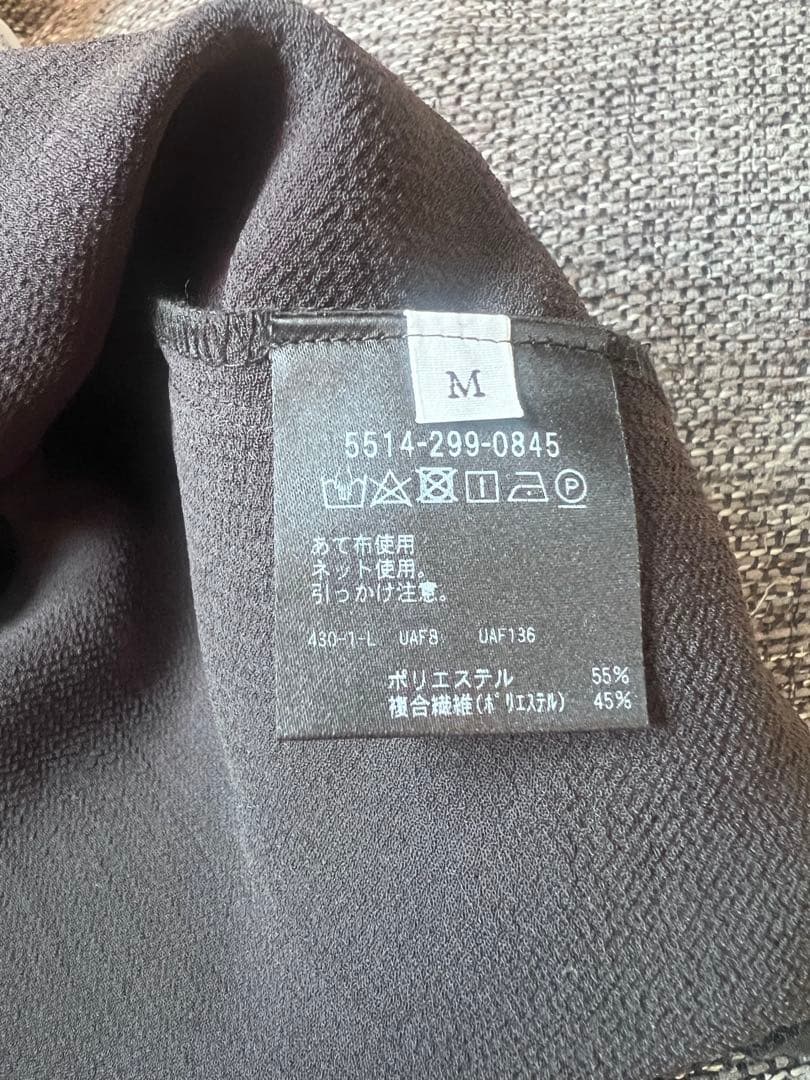 M
5514-299-0845
P
あて布使用
ネット使用。
引っかけ注意。
430-1-L UAF8 UAF136
ポリエステル 55%
複合繊維(ポリエステル) 45%